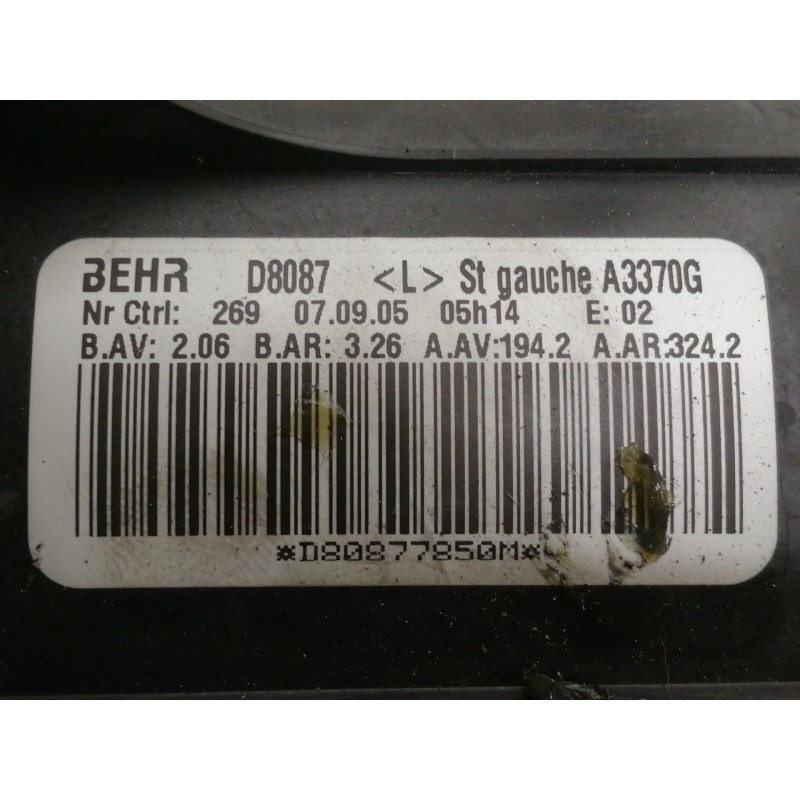 BEHR D8087 <L> St gauche A3370G
Nr Ctrl: 269 07.09.05 05h14 E: 02
B.AV: 2.06 B.AR: 3.26 A.AV:194.2 A.AR:324.2
*D80877850M*